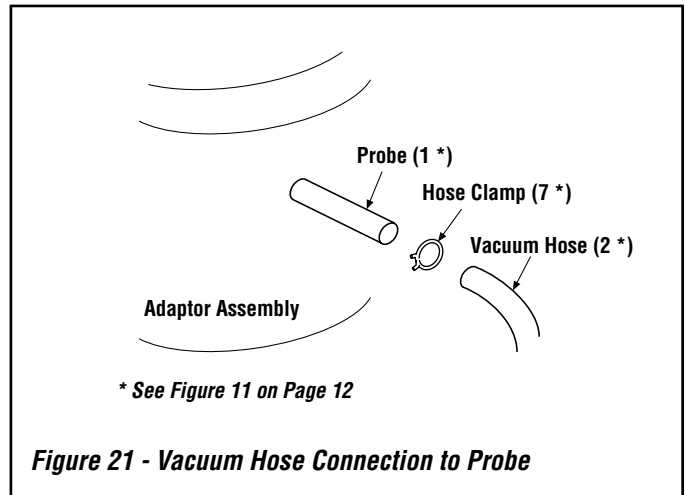 Probe (1 *)
Hose Clamp (7 *)
Vacuum Hose (2 *)
Adaptor Assembly
* See Figure 11 on Page 12
Figure 21 - Vacuum Hose Connection to Probe